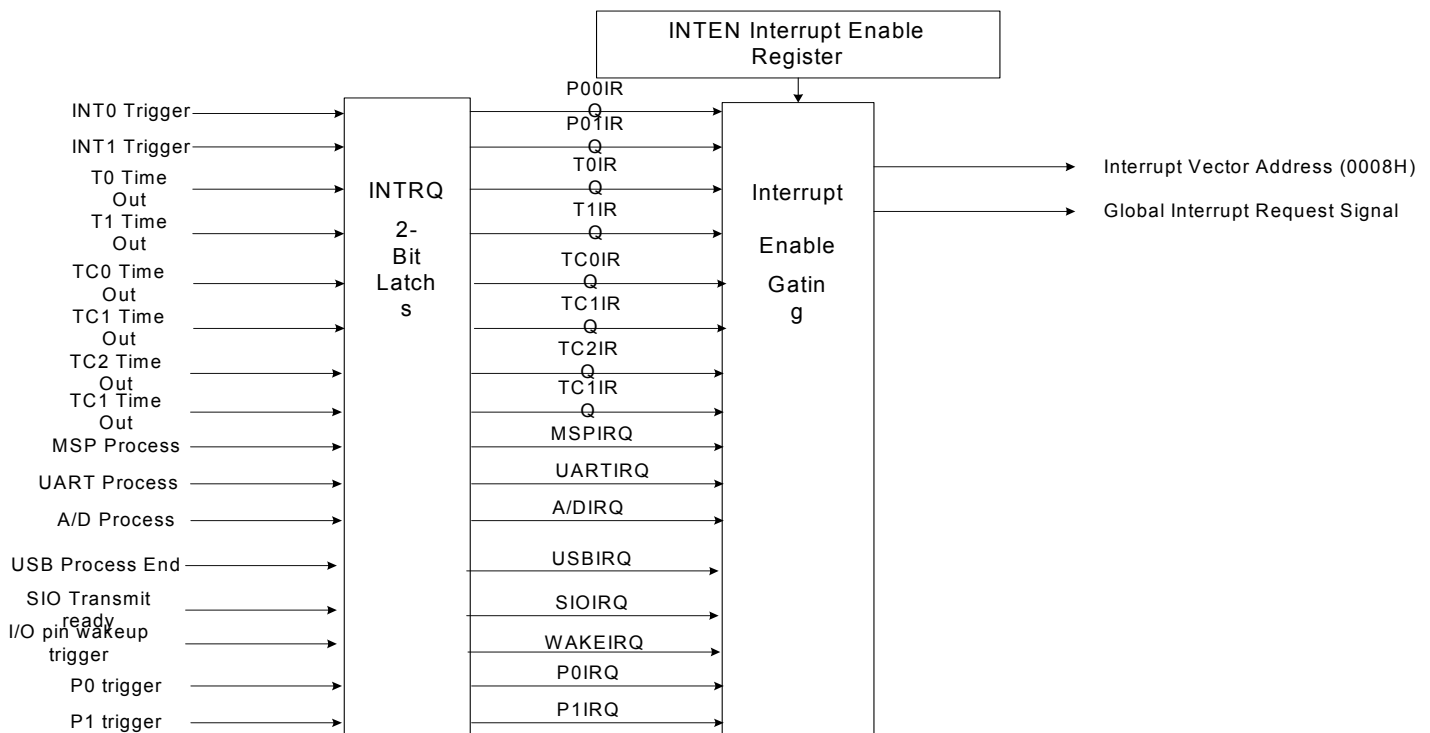 INTEN Interrupt Enable
Register
INT0 Trigger
INT1 Trigger
T0 Time
Out
T1 Time
Out
TC0 Time
Out
TC1 Time
Out
TC2 Time
Out
TC1 Time
Out
MSP Process
UART Process
A/D Process
USB Process End
SIO Transmit
ready
I/O pin wakeup
trigger
P0 trigger
P1 trigger
INTRQ
2-
Bit
Latch
s
P00IR
Q
P01IR
Q
T0IR
Q
T1IR
Q
TC0IR
Q
TC1IR
Q
TC2IR
Q
TC1IR
Q
MSPIRQ
UARTIRQ
A/DIRQ
USBIRQ
SIOIRQ
WAKEIRQ
P0IRQ
P1IRQ
Interrupt
Enable
Gatin
g
Interrupt Vector Address (0008H)
Global Interrupt Request Signal